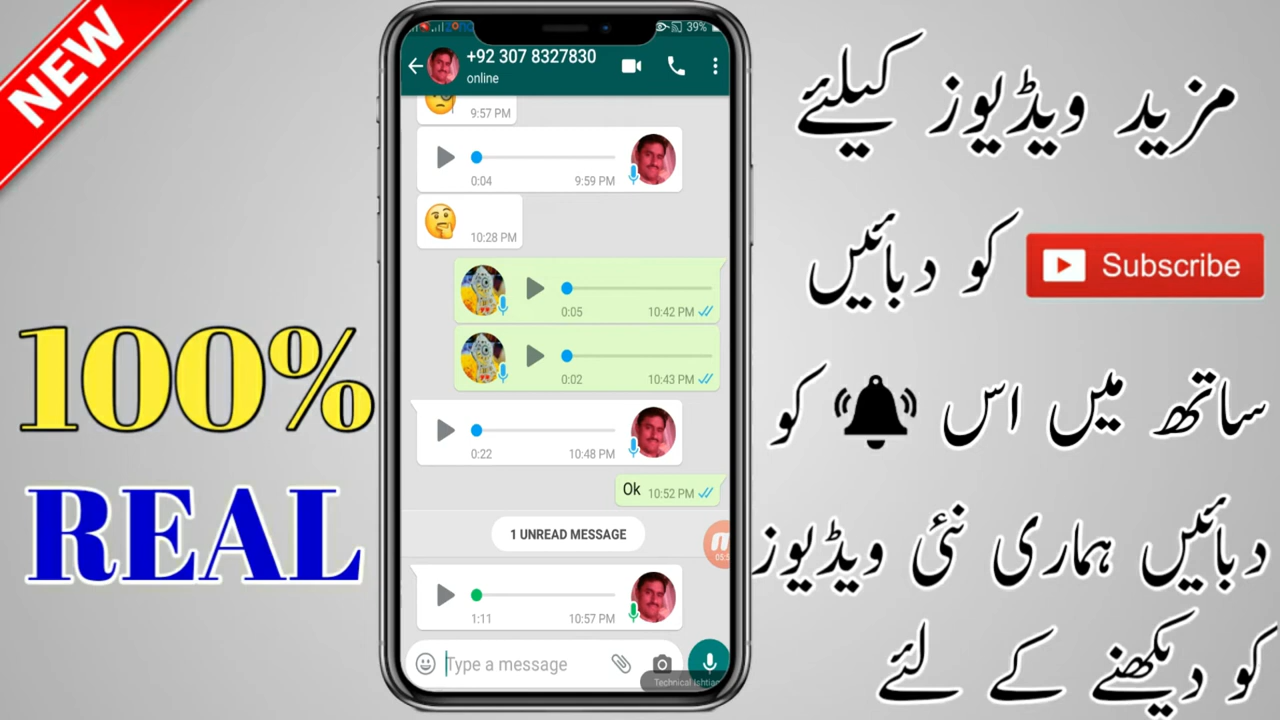 NEW
100%
REAL
39%
+92 307 8327830
online
9:57 PM
0:04 9:59 PM
10:28 PM
0:05 10:42 PM
0:02 10:43 PM
0:22 10:48 PM
Ok 10:52 PM
1 UNREAD MESSAGE
1:11 10:57 PM
Type a message
Technical Ishtiaq
مزید ویڈیوز کیلئے
Subscribe کو دبائیں
ساتھ میں اس کو
دبائیں ہماری نئی ویڈیوز
کو دیکھنے کے لئے